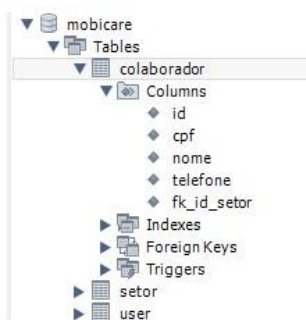 mobicare
Tables
colaborador
Columns
id
cpf
nome
telefone
fk_id_setor
Indexes
Foreign Keys
Triggers
setor
user